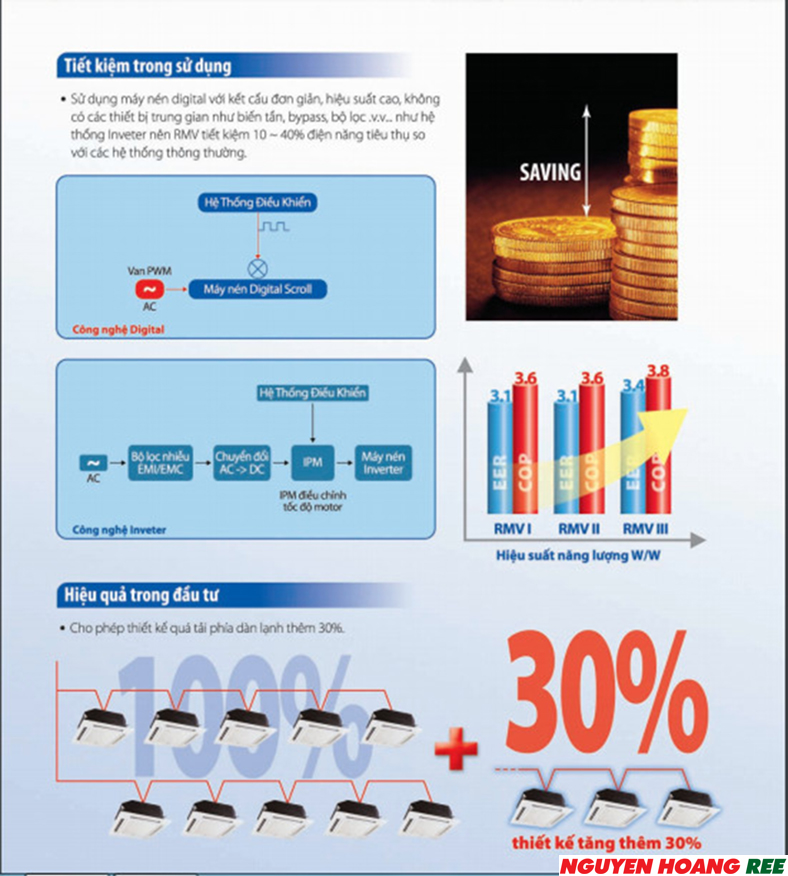 Tiết kiệm trong sử dụng
• Sử dụng máy nén digital với kết cấu đơn giản, hiệu suất cao, không
có các thiết bị trung gian như biến tần, bypass, bộ lọc .v.v... như hệ
thống Inveter nên RMV tiết kiệm 10 ~ 40% điện năng tiêu thụ so
với các hệ thống thông thường.
SAVING
Hệ Thống Điều Khiển
Van PWM
~
Máy nén Digital Scroll
AC
Công nghệ Digital
Hệ Thống Điều Khiển
~
AC
Bộ lọc nhiễu
EMI/EMC
Chuyển đổi
AC -> DC
IPM
Máy nén
Inverter
IPM điều chỉnh
tốc độ motor
Công nghệ Inveter
3.1 3.6 3.1 3.6 3.4 3.8
EER COP EER COP EER COP
RMV I RMV II RMV III
Hiệu suất năng lượng W/W
Hiệu quả trong đầu tư
• Cho phép thiết kế quá tải phía dàn lạnh thêm 30%.
100%
+
30%
thiết kế tăng thêm 30%
NGUYEN HOANG REE